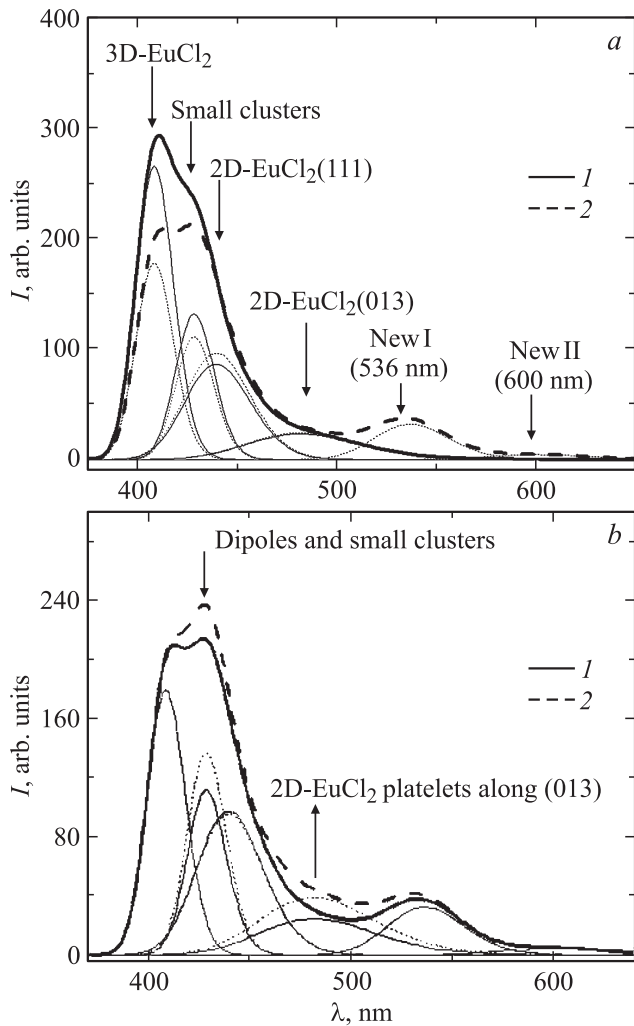 400
a
3D-EuCl2
300
Small clusters
2D-EuCl2(111)
1
2
I, arb. units
200
2D-EuCl2(013)
New I
(536 nm)
New II
(600 nm)
100
0
400
500
600
b
Dipoles and small clusters
240
1
2
I, arb. units
160
2D-EuCl2 platelets along (013)
80
0
400
500
600
λ, nm